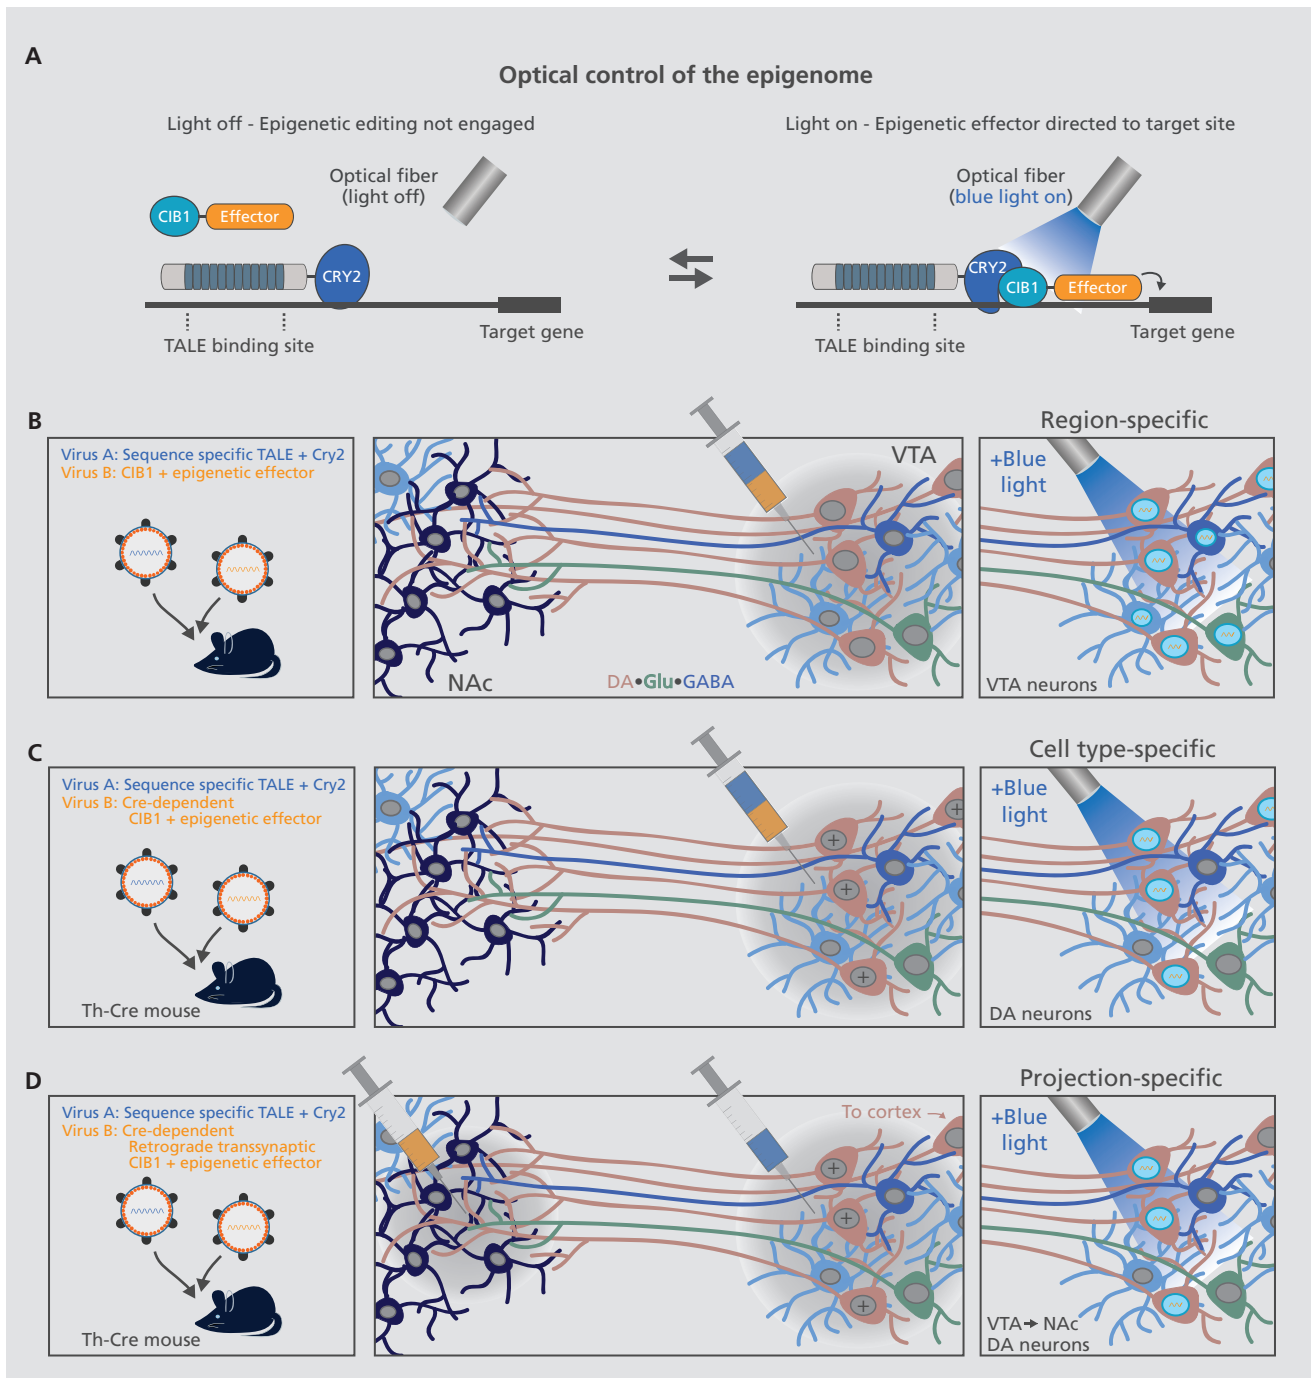 A
Optical control of the epigenome
Light off - Epigenetic editing not engaged
Optical fiber
(light off)
CIB1
Effector
CRY2
Target gene
TALE binding site
Light on - Epigenetic effector directed to target site
Optical fiber
(blue light on)
CRY2
CIB1
Effector
Target gene
TALE binding site
B
Region-specific
Virus A: Sequence specific TALE + Cry2
Virus B: CIB1 + epigenetic effector
VTA
NAc
DA•Glu•GABA
+Blue
light
VTA neurons
C
Cell type-specific
Virus A: Sequence specific TALE + Cry2
Virus B: Cre-dependent
CIB1 + epigenetic effector
Th-Cre mouse
+
+
+
+
+Blue
light
DA neurons
D
Projection-specific
Virus A: Sequence specific TALE + Cry2
Virus B: Cre-dependent
Retrograde transsynaptic
CIB1 + epigenetic effector
Th-Cre mouse
To cortex →
+
+
+
+Blue
light
VTA→ NAc
DA neurons